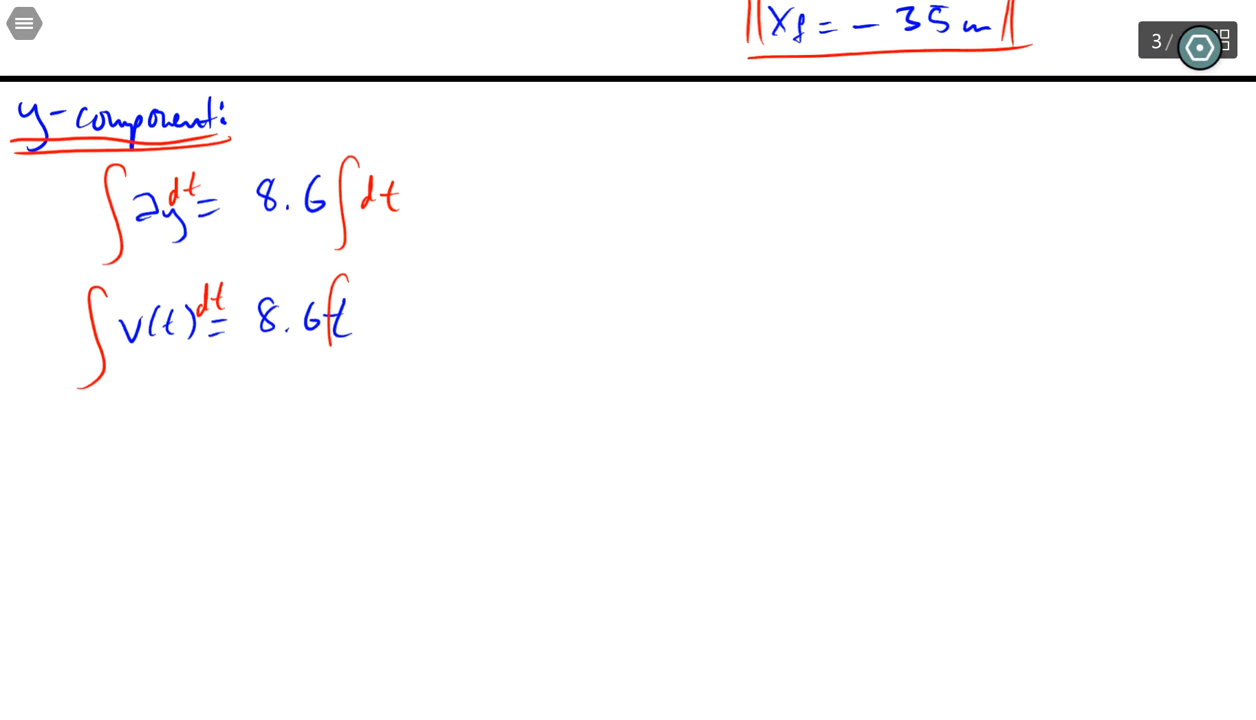 Xf = - 35 m
3/
y-component:
∫ ay dt = 8.6 ∫ dt
∫ v(t) dt = 8.6 ∫ t